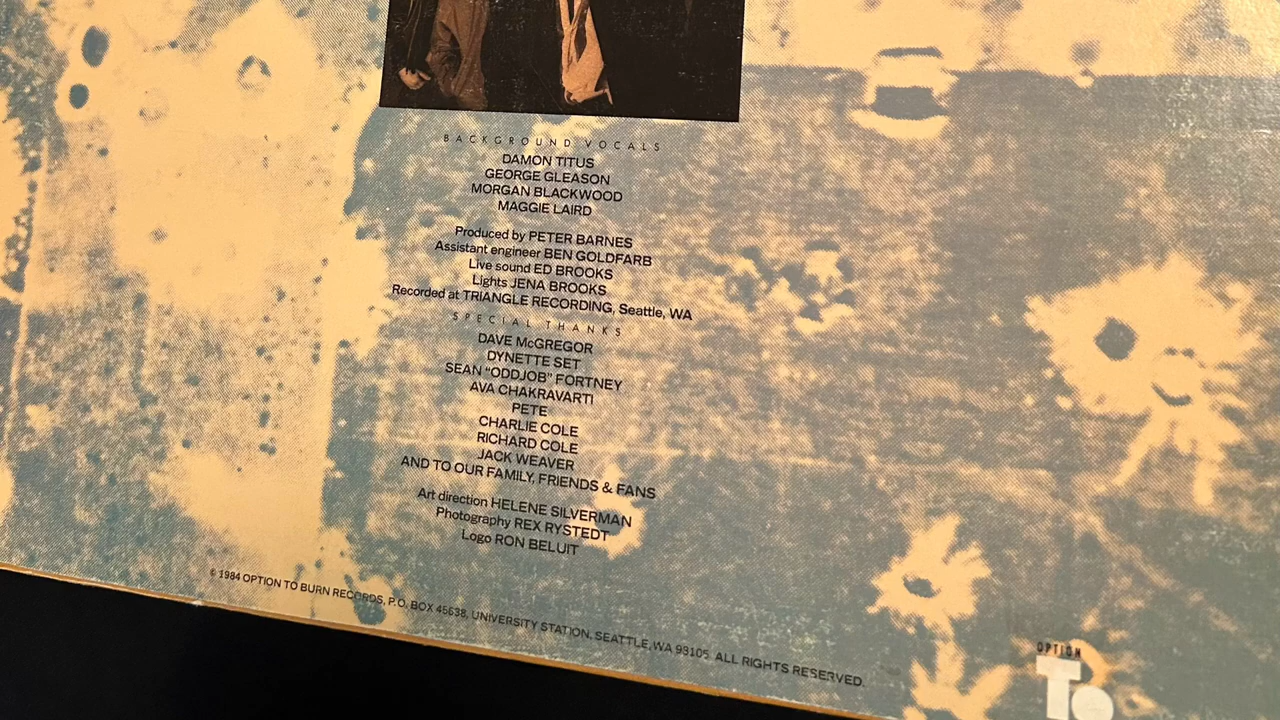 BACKGROUND VOCALS
DAMON TITUS
GEORGE GLEASON
MORGAN BLACKWOOD
MAGGIE LAIRD
Produced by PETER BARNES
Assistant engineer BEN GOLDFARB
Live sound ED BROOKS
Lights JENA BROOKS
Recorded at TRIANGLE RECORDING, Seattle, WA
SPECIAL THANKS
DAVE McGREGOR
DYNETTE SET
SEAN “ODDJOB” FORTNEY
AVA CHAKRAVARTI
PETE
CHARLIE COLE
RICHARD COLE
JACK WEAVER
AND TO OUR FAMILY, FRIENDS & FANS
Art direction HELENE SILVERMAN
Photography REX RYSTEDT
Logo RON BELUIT
© 1984 OPTION TO BURN RECORDS, P.O. BOX 45638, UNIVERSITY STATION, SEATTLE, WA 98105. ALL RIGHTS RESERVED.
OPTION
TO